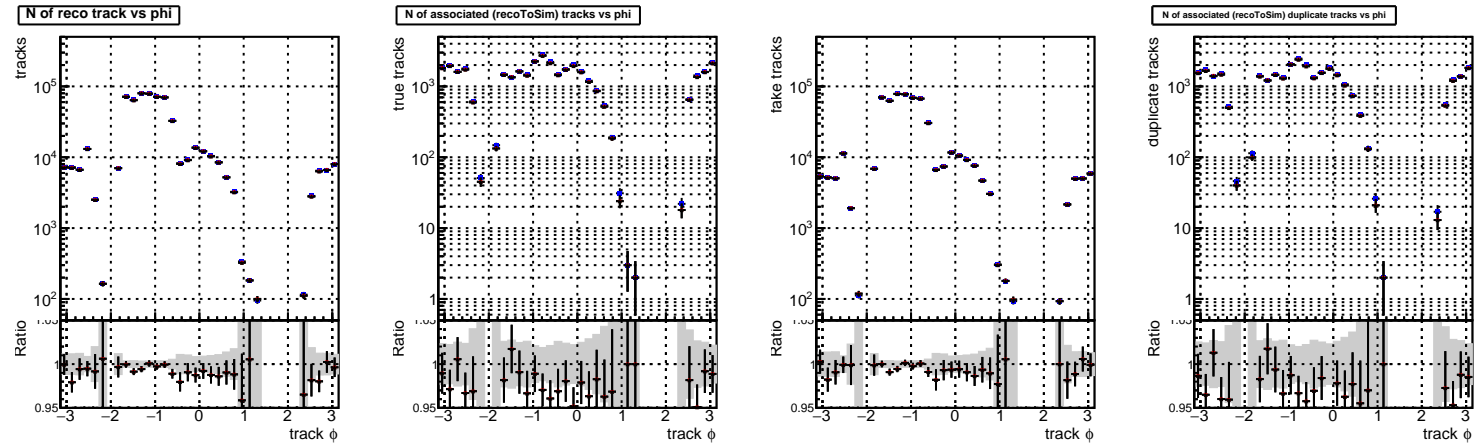 N of reco track vs phi
tracks
10^5
10^4
10^3
10^2
Ratio
1.05
1
0.95
−3 −2 −1 0 1 2 3
track ϕ
N of associated (recoToSim) tracks vs phi
true tracks
10^3
10^2
10
1
Ratio
1.05
1
0.95
−3 −2 −1 0 1 2 3
track ϕ
fake tracks
10^5
10^4
10^3
10^2
Ratio
1.05
1
0.95
−3 −2 −1 0 1 2 3
track ϕ
N of associated (recoToSim) duplicate tracks vs phi
duplicate tracks
10^3
10^2
10
1
Ratio
1.05
1
0.95
−3 −2 −1 0 1 2 3
track ϕ